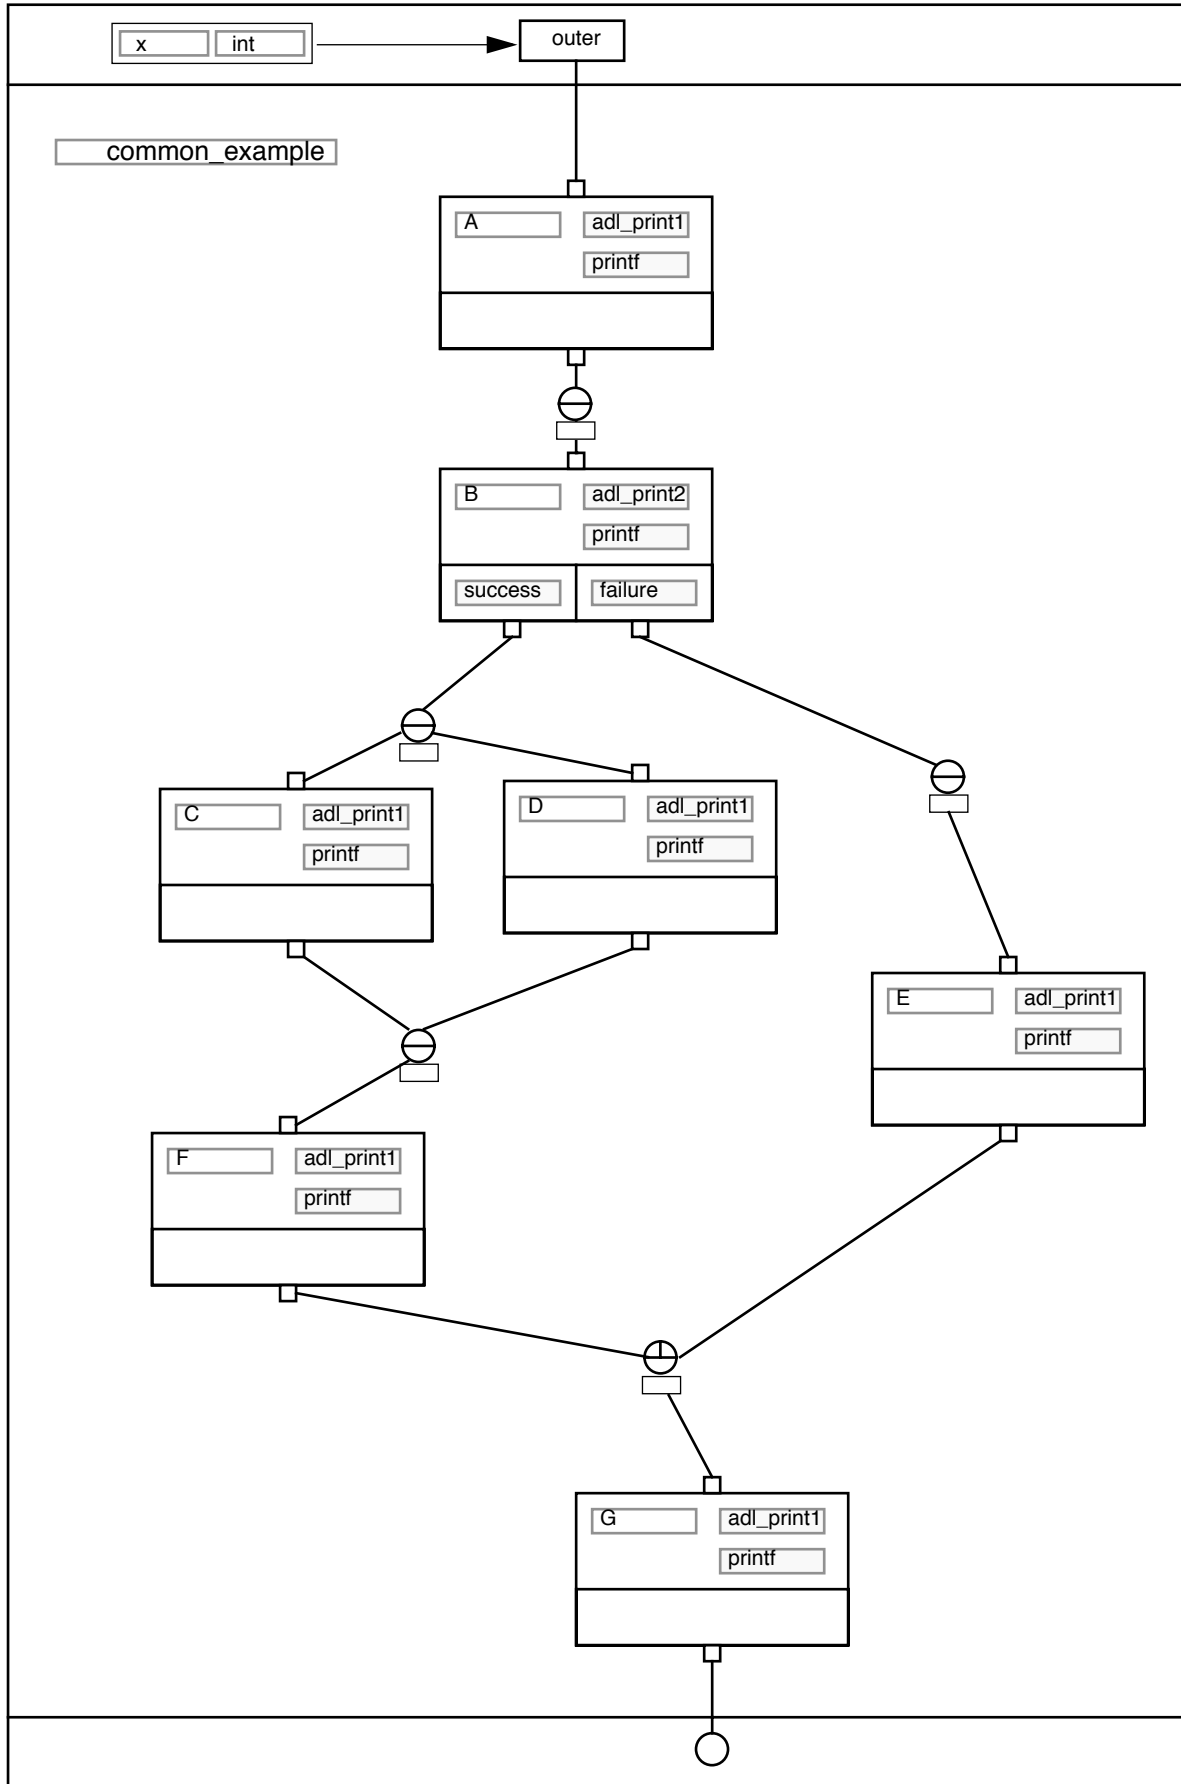 x int outer
common_example
A adl_print1
printf
B adl_print2
printf
success failure
C adl_print1
printf
D adl_print1
printf
E adl_print1
printf
F adl_print1
printf
G adl_print1
printf